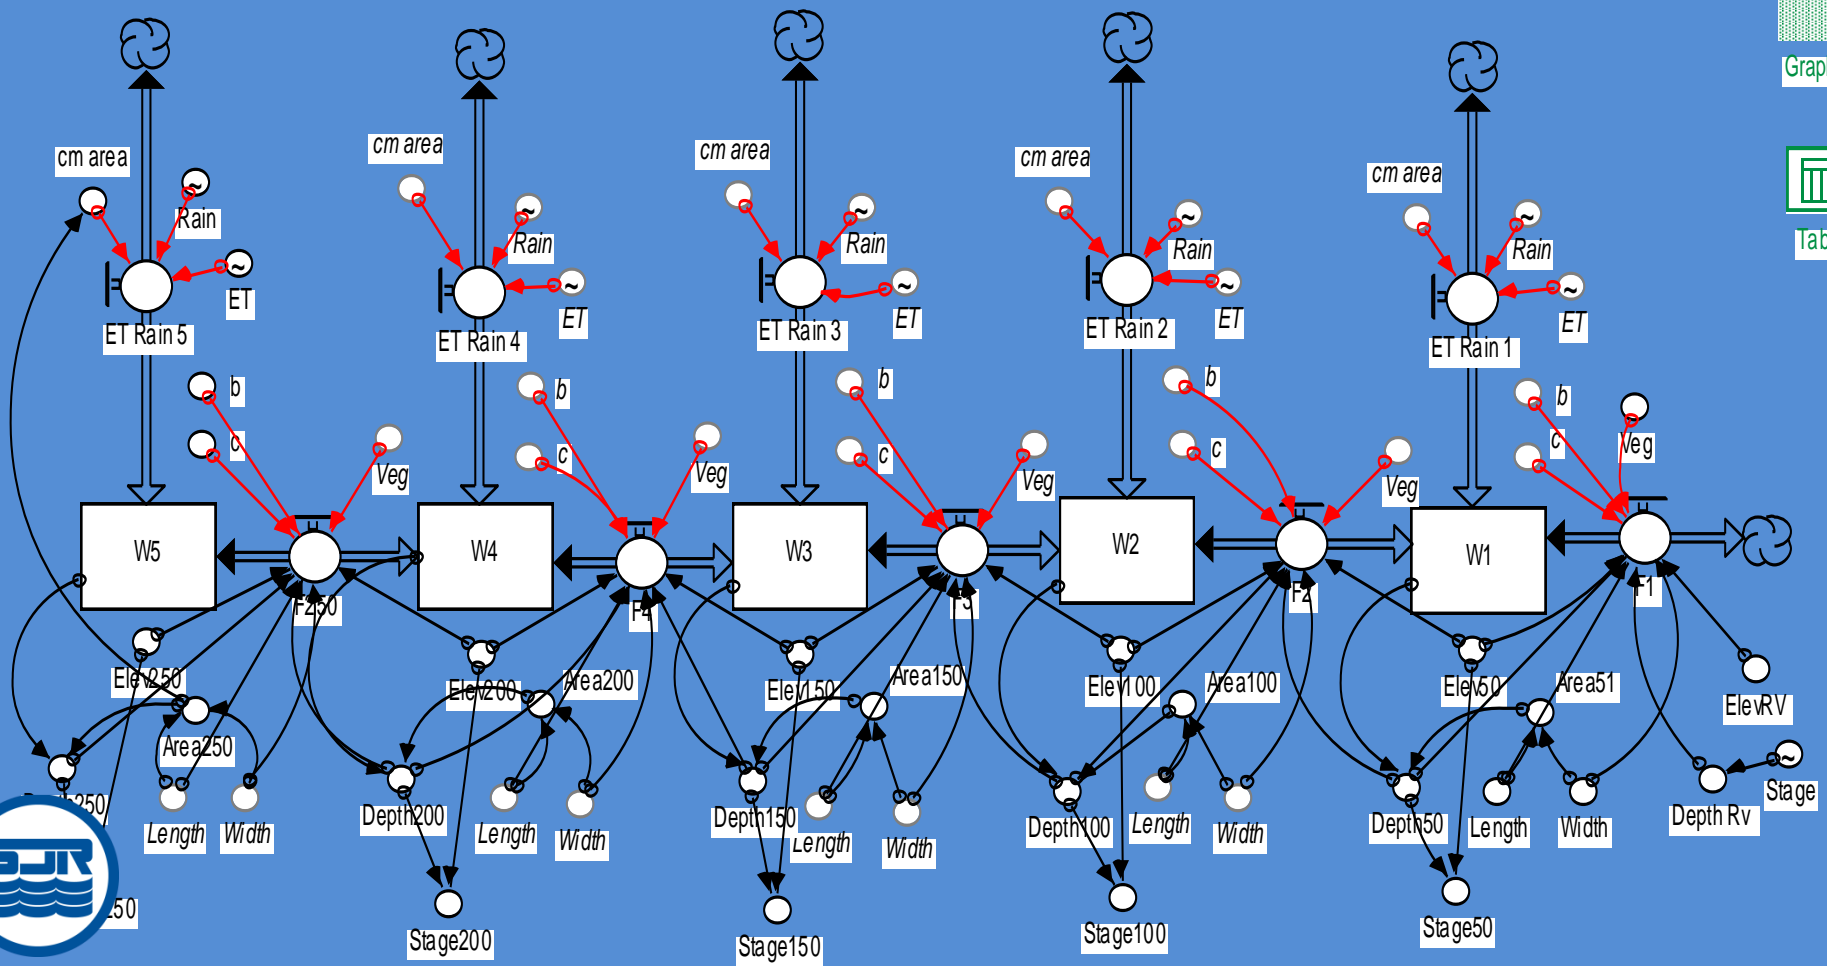 Grap
cm area
cm area
cm area
cm area
cm area
Rain
Rain
Rain
Rain
Rain
Tab
ET
ET
ET
ET
ET
ET Rain 5
ET Rain 4
ET Rain 3
ET Rain 2
ET Rain 1
b
b
b
b
b
c
c
c
c
c
Veg
Veg
Veg
Veg
Veg
W5
W4
W3
W2
W1
F250
F4
F3
F2
F1
Elev250
Elev200
Elev150
Elev100
Elev50
ElevRV
Area250
Area200
Area150
Area100
Area51
Depth200
Depth150
Depth100
Depth50
Depth Rv
Stage
Length
Width
Length
Width
Length
Width
Length
Width
Length
Width
SJR
250
Stage200
Stage150
Stage100
Stage50